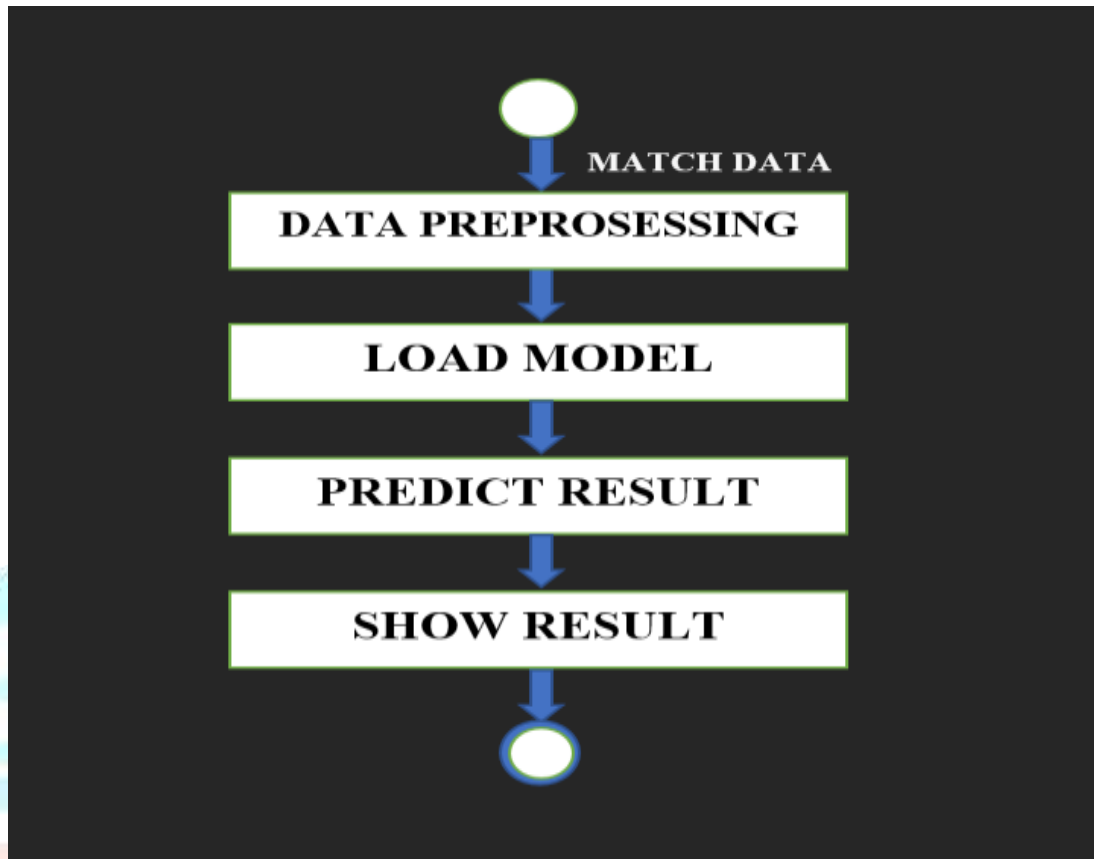 MATCH DATA
DATA PREPROSESSING
LOAD MODEL
PREDICT RESULT
SHOW RESULT